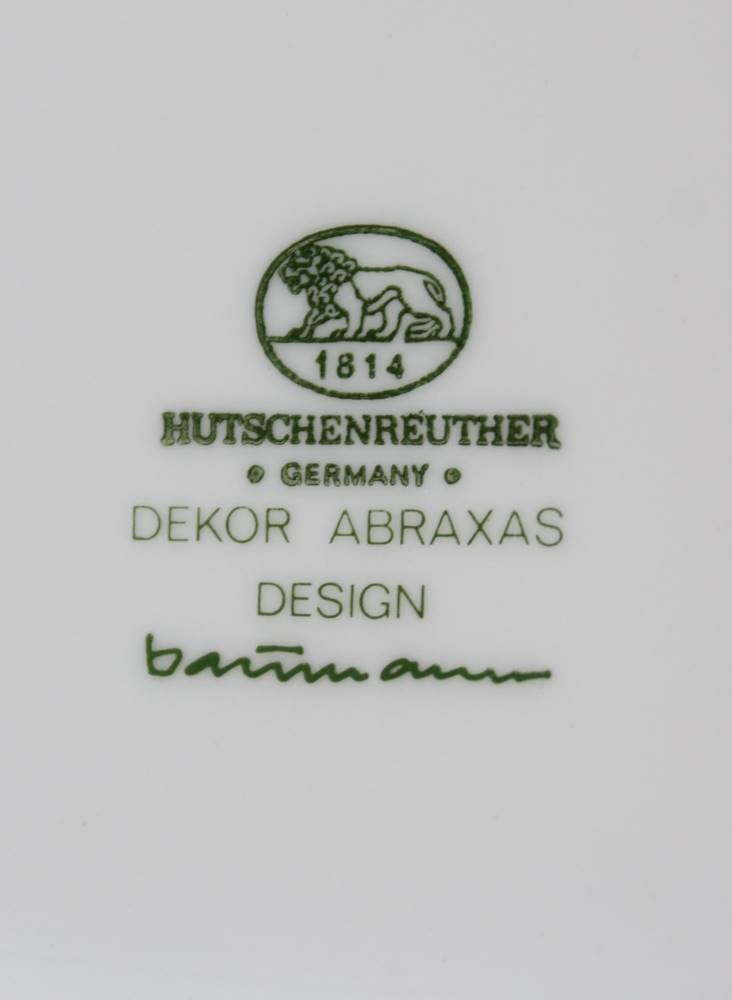 1814
HUTSCHENREUTHER
• GERMANY •
DEKOR ABRAXAS
DESIGN
baumann